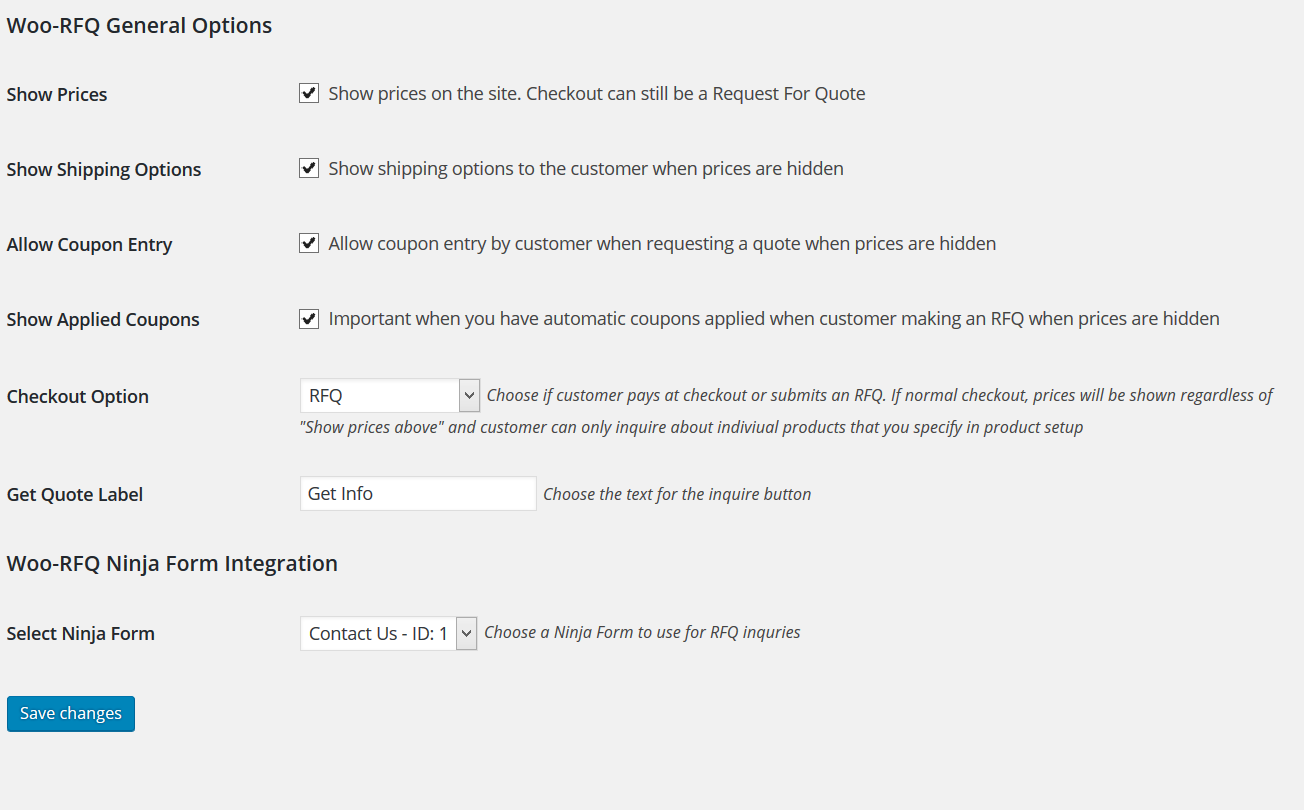 Woo-RFQ General Options
Show Prices
Show prices on the site. Checkout can still be a Request For Quote
Show Shipping Options
Show shipping options to the customer when prices are hidden
Allow Coupon Entry
Allow coupon entry by customer when requesting a quote when prices are hidden
Show Applied Coupons
Important when you have automatic coupons applied when customer making an RFQ when prices are hidden
Checkout Option
RFQ
Choose if customer pays at checkout or submits an RFQ. If normal checkout, prices will be shown regardless of
"Show prices above" and customer can only inquire about indiviual products that you specify in product setup
Get Quote Label
Get Info
Choose the text for the inquire button
Woo-RFQ Ninja Form Integration
Select Ninja Form
Contact Us - ID: 1
Choose a Ninja Form to use for RFQ inquries
Save changes